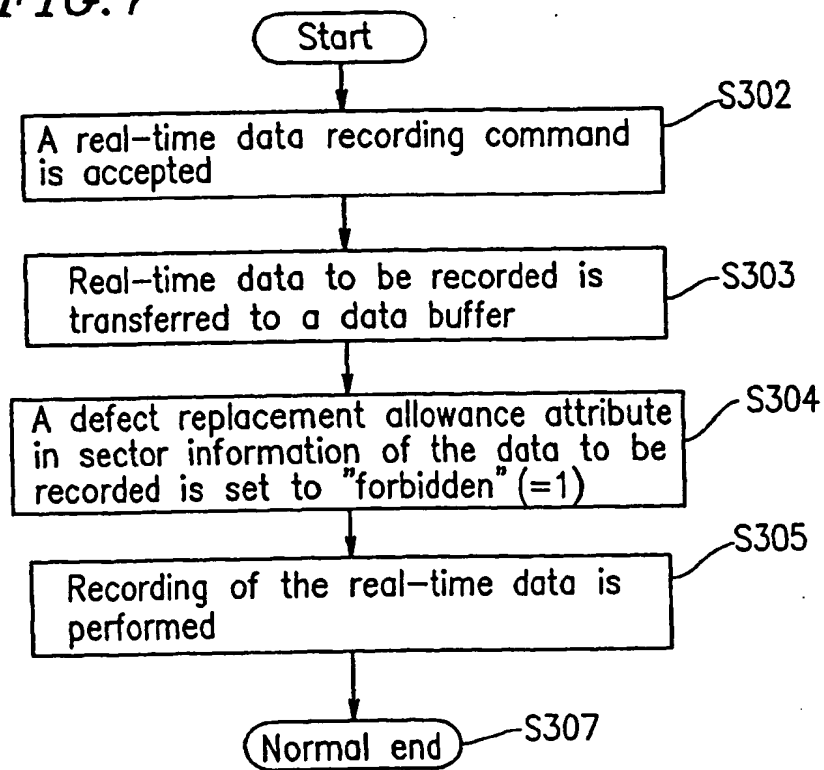 FIG. 7
Start
S302
A real-time data recording command
is accepted
S303
Real-time data to be recorded is
transferred to a data buffer
S304
A defect replacement allowance attribute
in sector information of the data to be
recorded is set to "forbidden" (=1)
S305
Recording of the real-time data is
performed
S307
Normal end